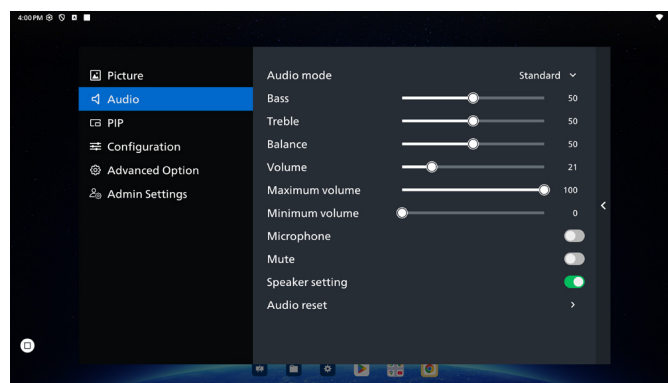 4:00 PM
Picture
Audio
PIP
Configuration
Advanced Option
Admin Settings
Audio mode Standard
Bass 50
Treble 50
Balance 50
Volume 21
Maximum volume 100
Minimum volume 0
Microphone
Mute
Speaker setting
Audio reset